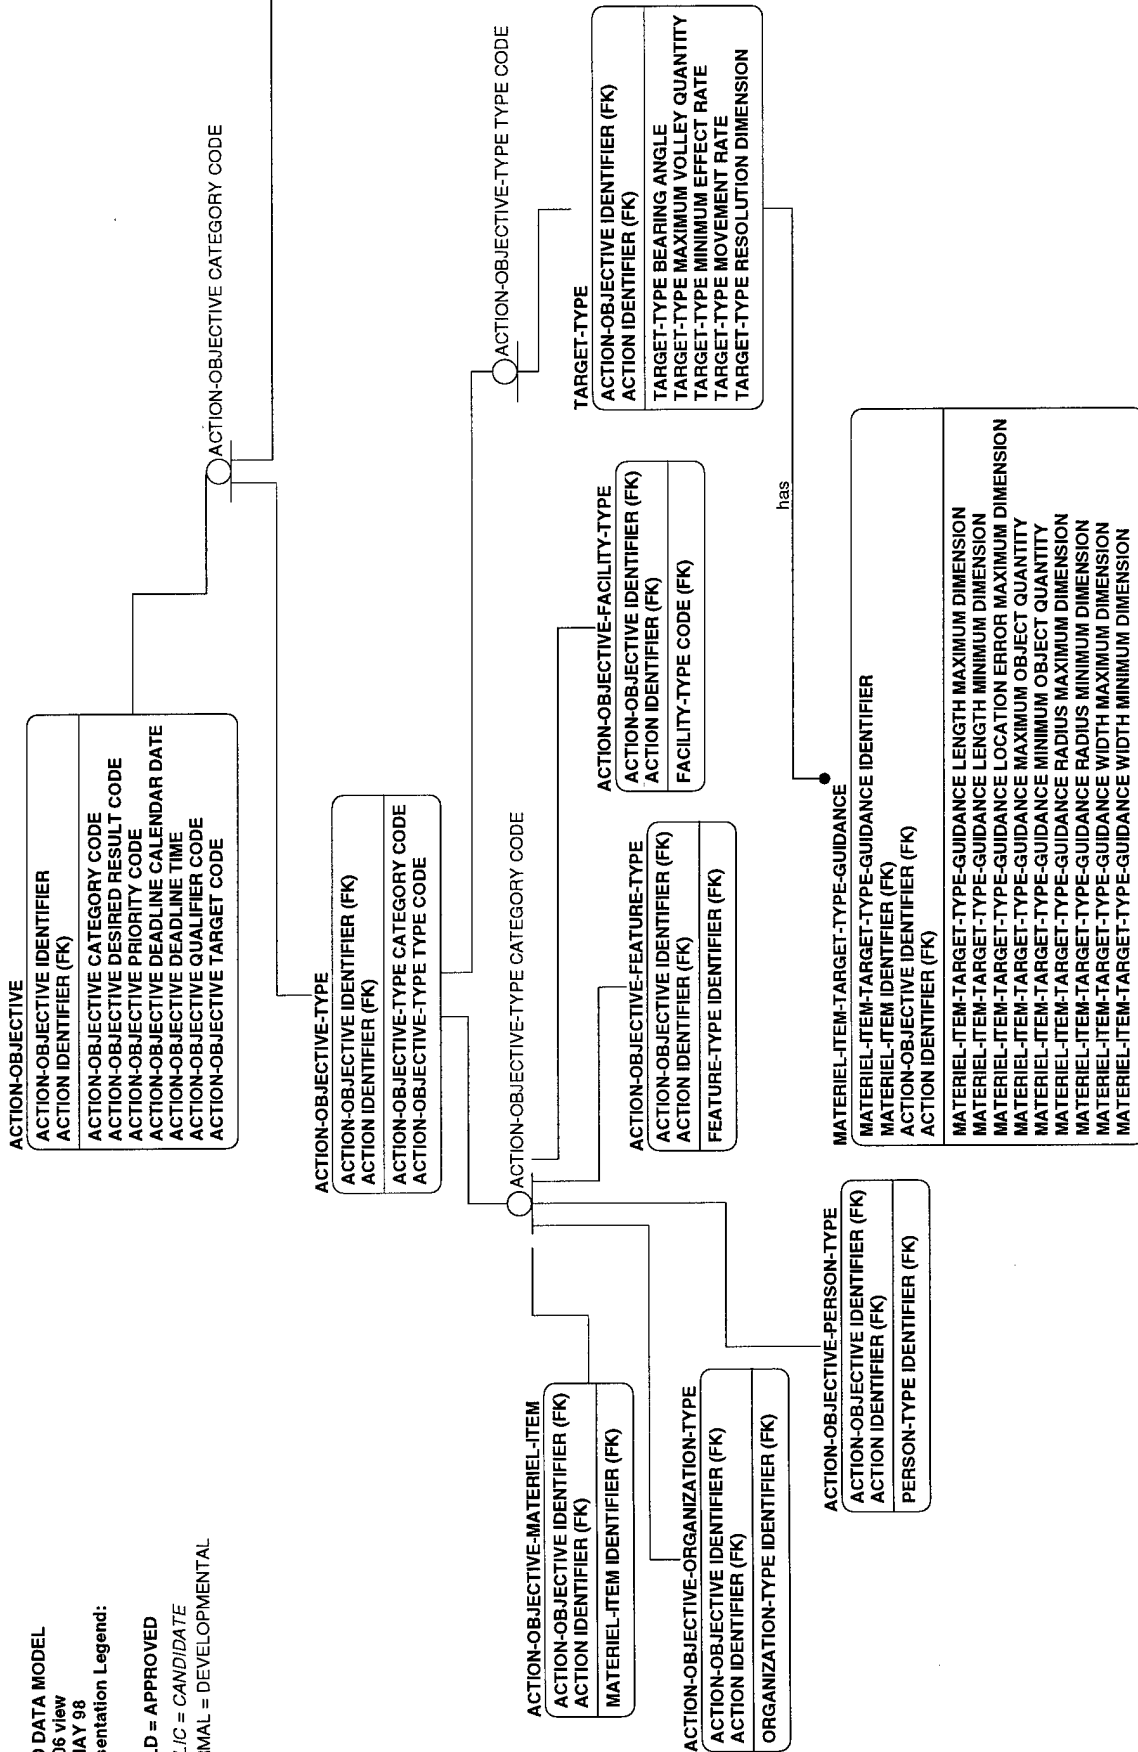 D DATA MODEL
06 view
MAY 98
sentation Legend:
LD = APPROVED
LIC = CANDIDATE
RMAL = DEVELOPMENTAL
ACTION-OBJECTIVE
ACTION-OBJECTIVE IDENTIFIER
ACTION IDENTIFIER (FK)
ACTION-OBJECTIVE CATEGORY CODE
ACTION-OBJECTIVE DESIRED RESULT CODE
ACTION-OBJECTIVE PRIORITY CODE
ACTION-OBJECTIVE DEADLINE CALENDAR DATE
ACTION-OBJECTIVE DEADLINE TIME
ACTION-OBJECTIVE QUALIFIER CODE
ACTION-OBJECTIVE TARGET CODE
ACTION-OBJECTIVE CATEGORY CODE
ACTION-OBJECTIVE-TYPE
ACTION-OBJECTIVE IDENTIFIER (FK)
ACTION IDENTIFIER (FK)
ACTION-OBJECTIVE-TYPE CATEGORY CODE
ACTION-OBJECTIVE-TYPE TYPE CODE
ACTION-OBJECTIVE-TYPE TYPE CODE
ACTION-OBJECTIVE-TYPE CATEGORY CODE
ACTION-OBJECTIVE-MATERIEL-ITEM
ACTION-OBJECTIVE IDENTIFIER (FK)
ACTION IDENTIFIER (FK)
MATERIEL-ITEM IDENTIFIER (FK)
ACTION-OBJECTIVE-ORGANIZATION-TYPE
ACTION-OBJECTIVE IDENTIFIER (FK)
ACTION IDENTIFIER (FK)
ORGANIZATION-TYPE IDENTIFIER (FK)
ACTION-OBJECTIVE-PERSON-TYPE
ACTION-OBJECTIVE IDENTIFIER (FK)
ACTION IDENTIFIER (FK)
PERSON-TYPE IDENTIFIER (FK)
ACTION-OBJECTIVE-FEATURE-TYPE
ACTION-OBJECTIVE IDENTIFIER (FK)
ACTION IDENTIFIER (FK)
FEATURE-TYPE IDENTIFIER (FK)
ACTION-OBJECTIVE-FACILITY-TYPE
ACTION-OBJECTIVE IDENTIFIER (FK)
ACTION IDENTIFIER (FK)
FACILITY-TYPE CODE (FK)
TARGET-TYPE
ACTION-OBJECTIVE IDENTIFIER (FK)
ACTION IDENTIFIER (FK)
TARGET-TYPE BEARING ANGLE
TARGET-TYPE MAXIMUM VOLLEY QUANTITY
TARGET-TYPE MINIMUM EFFECT RATE
TARGET-TYPE MOVEMENT RATE
TARGET-TYPE RESOLUTION DIMENSION
has
MATERIEL-ITEM-TARGET-TYPE-GUIDANCE
MATERIEL-ITEM-TARGET-TYPE-GUIDANCE IDENTIFIER
MATERIEL-ITEM IDENTIFIER (FK)
ACTION-OBJECTIVE IDENTIFIER (FK)
ACTION IDENTIFIER (FK)
MATERIEL-ITEM-TARGET-TYPE-GUIDANCE LENGTH MAXIMUM DIMENSION
MATERIEL-ITEM-TARGET-TYPE-GUIDANCE LENGTH MINIMUM DIMENSION
MATERIEL-ITEM-TARGET-TYPE-GUIDANCE LOCATION ERROR MAXIMUM DIMENSION
MATERIEL-ITEM-TARGET-TYPE-GUIDANCE MAXIMUM OBJECT QUANTITY
MATERIEL-ITEM-TARGET-TYPE-GUIDANCE MINIMUM OBJECT QUANTITY
MATERIEL-ITEM-TARGET-TYPE-GUIDANCE RADIUS MAXIMUM DIMENSION
MATERIEL-ITEM-TARGET-TYPE-GUIDANCE RADIUS MINIMUM DIMENSION
MATERIEL-ITEM-TARGET-TYPE-GUIDANCE WIDTH MAXIMUM DIMENSION
MATERIEL-ITEM-TARGET-TYPE-GUIDANCE WIDTH MINIMUM DIMENSION